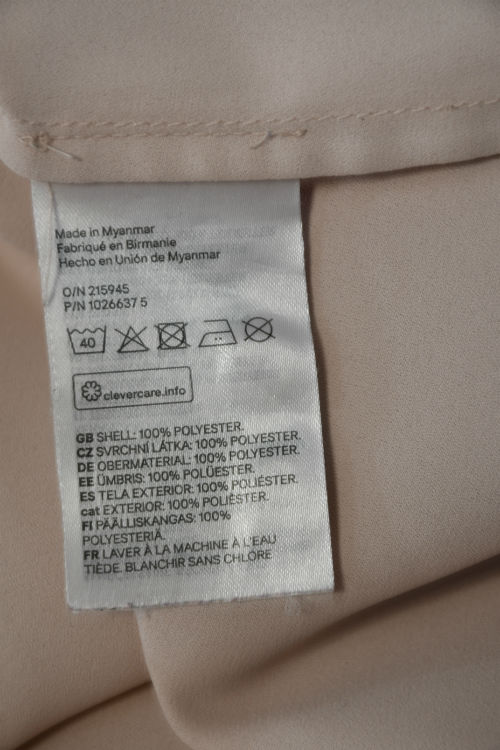 Made in Myanmar
Fabriqué en Birmanie
Hecho en Unión de Myanmar
O/N 215945
P/N 1026637 5
40
clevercare.info
GB SHELL: 100% POLYESTER.
CZ SVRCHNÍ LÁTKA: 100% POLYESTER.
DE OBERMATERIAL: 100% POLYESTER.
EE ÜMBRIS: 100% POLÜESTER.
ES TELA EXTERIOR: 100% POLIÉSTER.
cat EXTERIOR: 100% POLIÈSTER.
FI PÄÄLLISKANGAS: 100%
POLYESTERIÄ.
FR LAVER À LA MACHINE À L'EAU
TIÈDE. BLANCHIR SANS CHLORE